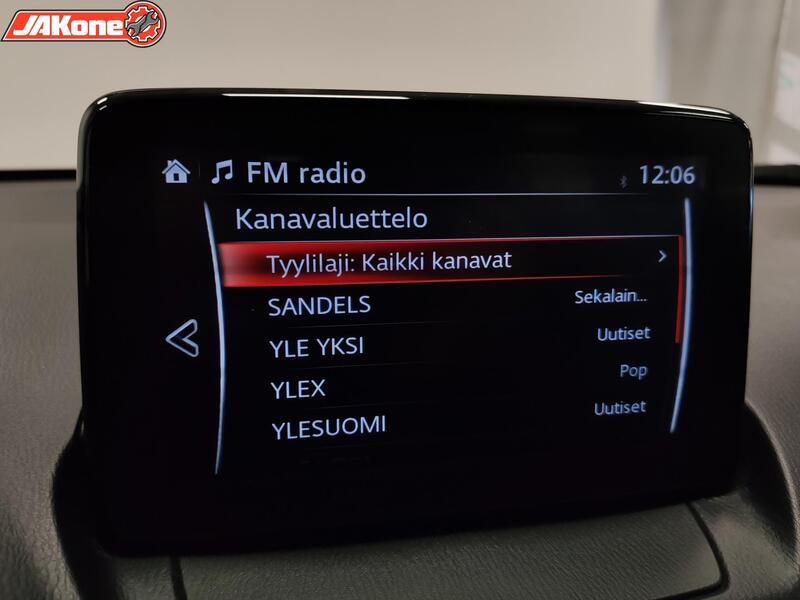 JAKone
FM radio 12:06
Kanavaluettelo
Tyylilaji: Kaikki kanavat
SANDELS Sekalain...
YLE YKSI Uutiset
YLEX Pop
YLESUOMI Uutiset